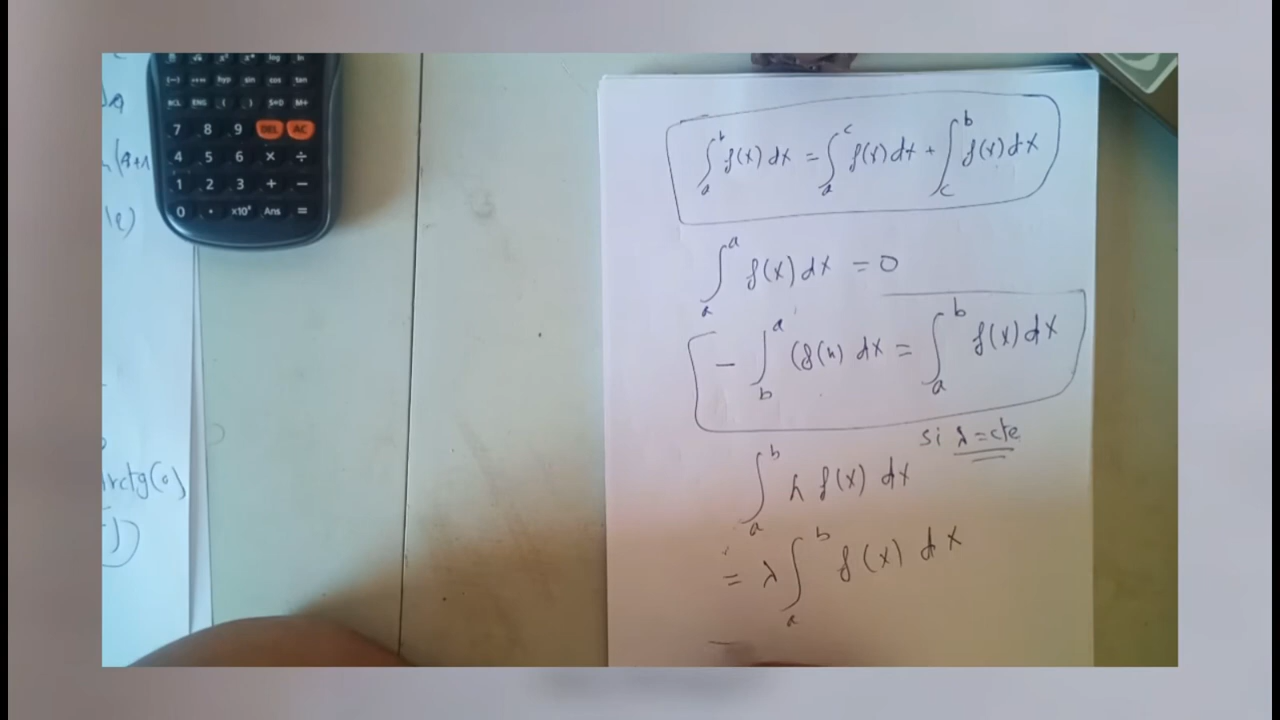 ∫_a^b f(x) dx = ∫_a^c f(x) dx + ∫_c^b f(x) dx
∫_a^a f(x) dx = 0
- ∫_b^a (f(x) dx = ∫_a^b f(x) dx
si λ = cte
∫_a^b λ f(x) dx
= λ ∫_a^b f(x) dx
arctg(0)
(-) hyp sin cos tan
RCL ENG ( ) S⇔D M+
7 8 9 DEL AC
4 5 6 × ÷
1 2 3 + −
0 . ×10ˣ Ans =